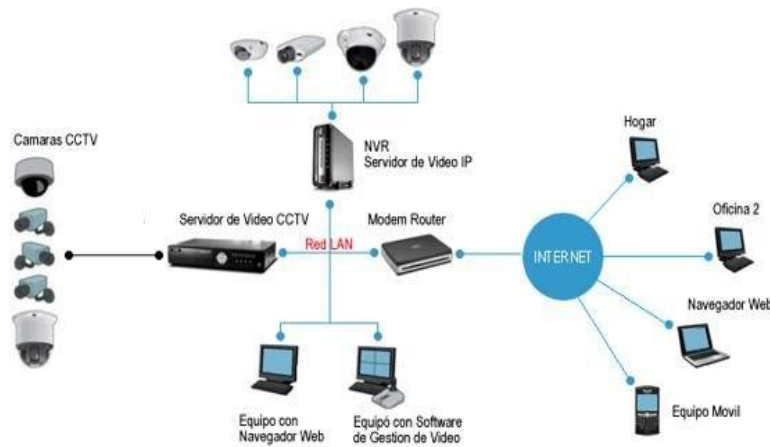 Camaras CCTV
NVR
Servidor de Video IP
Hogar
Servidor de Video CCTV
Modem Router
Oficina 2
Red LAN
INTERNET
Navegador Web
Equipo con
Navegador Web
Equipo con Software
de Gestion de Video
Equipo Movil